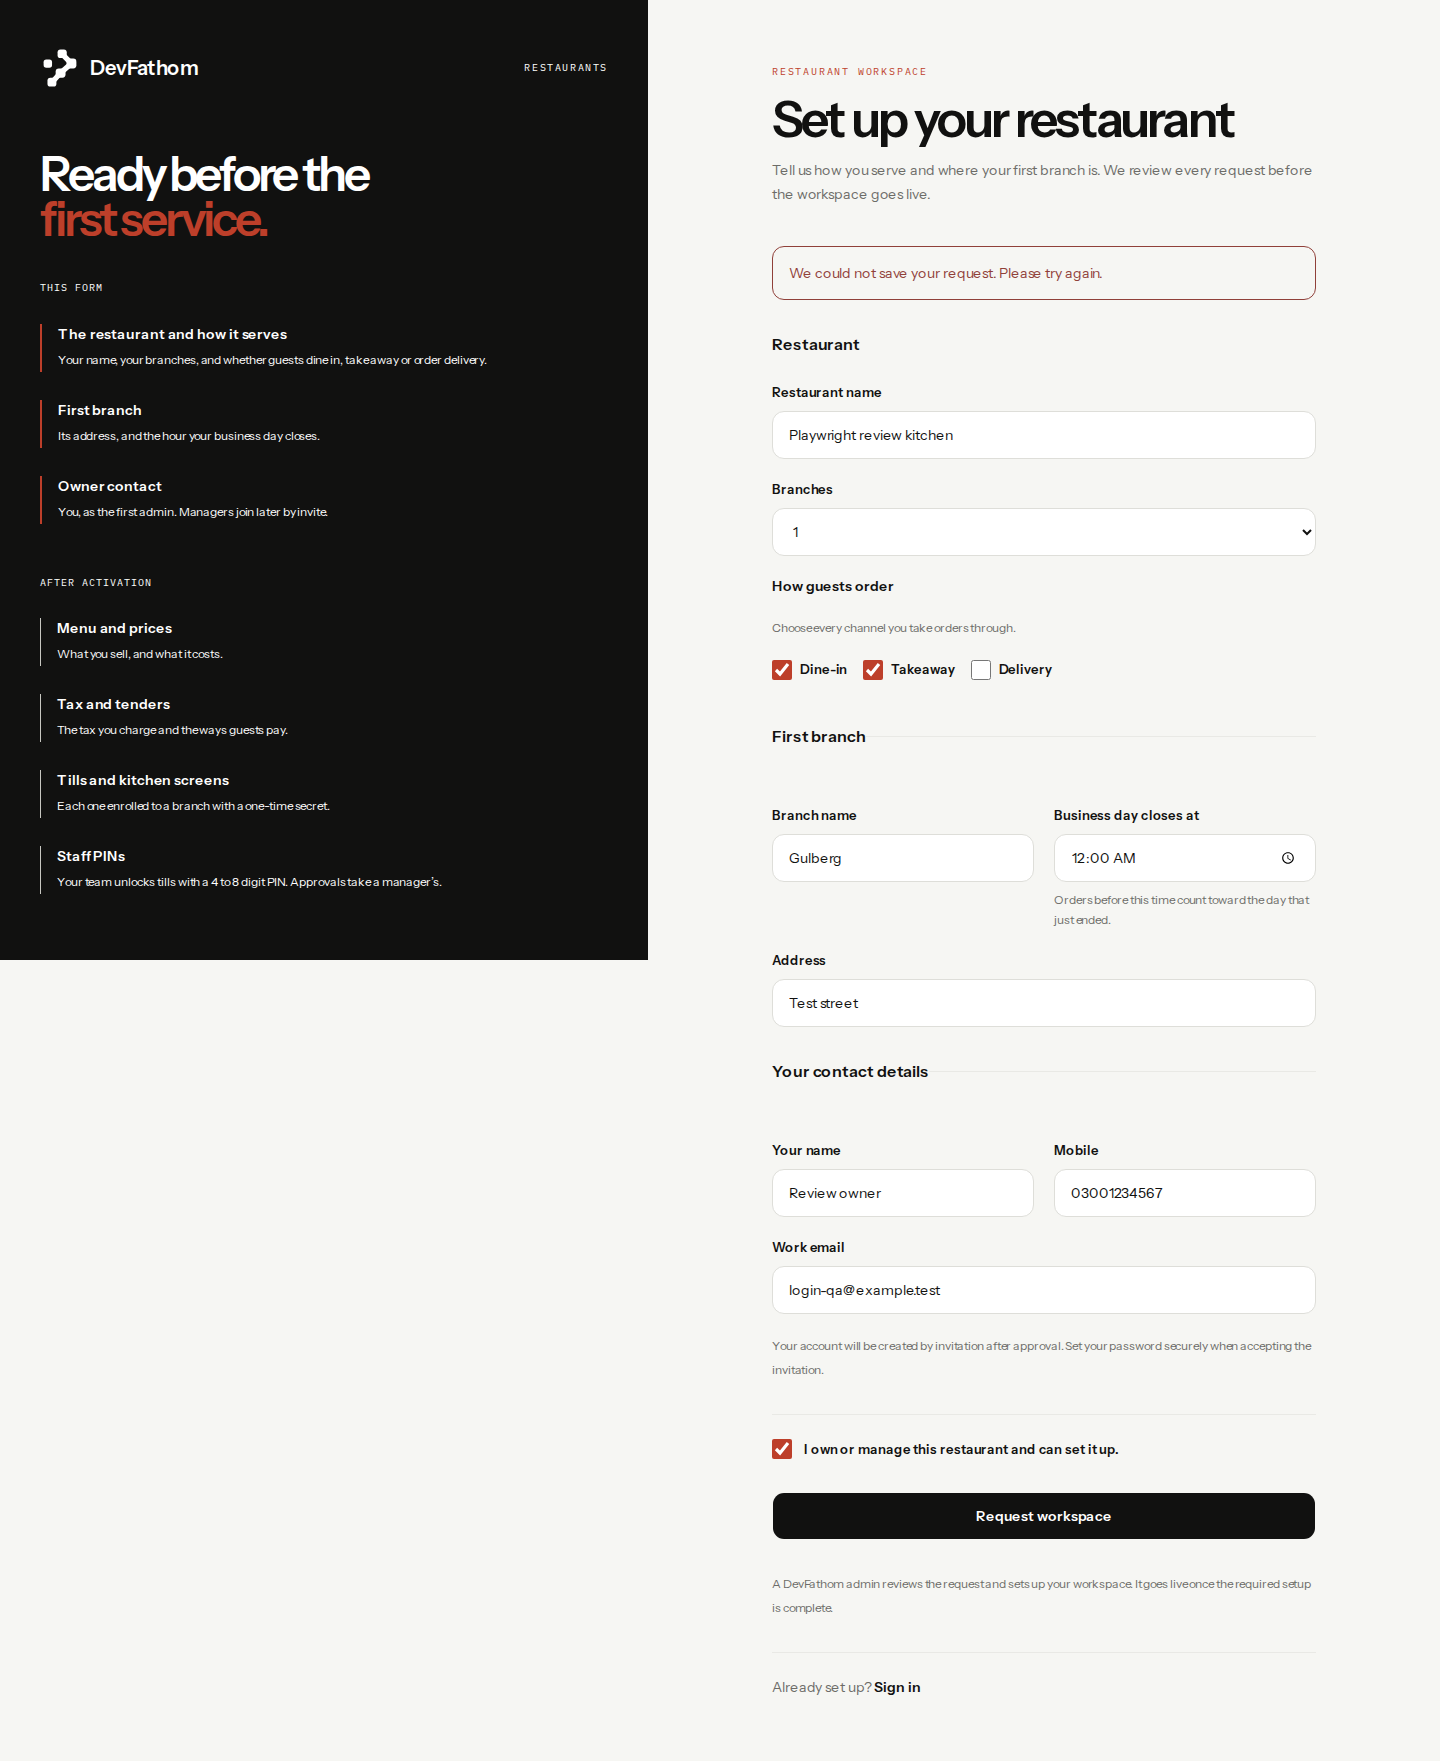 DevFathom
RESTAURANTS
Ready before the
first service.
THIS FORM
The restaurant and how it serves
Your name, your branches, and whether guests dine in, take away or order delivery.
First branch
Its address, and the hour your business day closes.
Owner contact
You, as the first admin. Managers join later by invite.
AFTER ACTIVATION
Menu and prices
What you sell, and what it costs.
Tax and tenders
The tax you charge and the ways guests pay.
Tills and kitchen screens
Each one enrolled to a branch with a one-time secret.
Staff PINs
Your team unlocks tills with a 4 to 8 digit PIN. Approvals take a manager’s.
RESTAURANT WORKSPACE
Set up your restaurant
Tell us how you serve and where your first branch is. We review every request before
the workspace goes live.
We could not save your request. Please try again.
Restaurant
Restaurant name
Playwright review kitchen
Branches
1
How guests order
Choose every channel you take orders through.
Dine-in Takeaway Delivery
First branch
Branch name Business day closes at
Gulberg 12:00 AM
Orders before this time count toward the day that
just ended.
Address
Test street
Your contact details
Your name Mobile
Review owner 03001234567
Work email
login-qa@example.test
Your account will be created by invitation after approval. Set your password securely when accepting the
invitation.
I own or manage this restaurant and can set it up.
Request workspace
A DevFathom admin reviews the request and sets up your workspace. It goes live once the required setup
is complete.
Already set up? Sign in